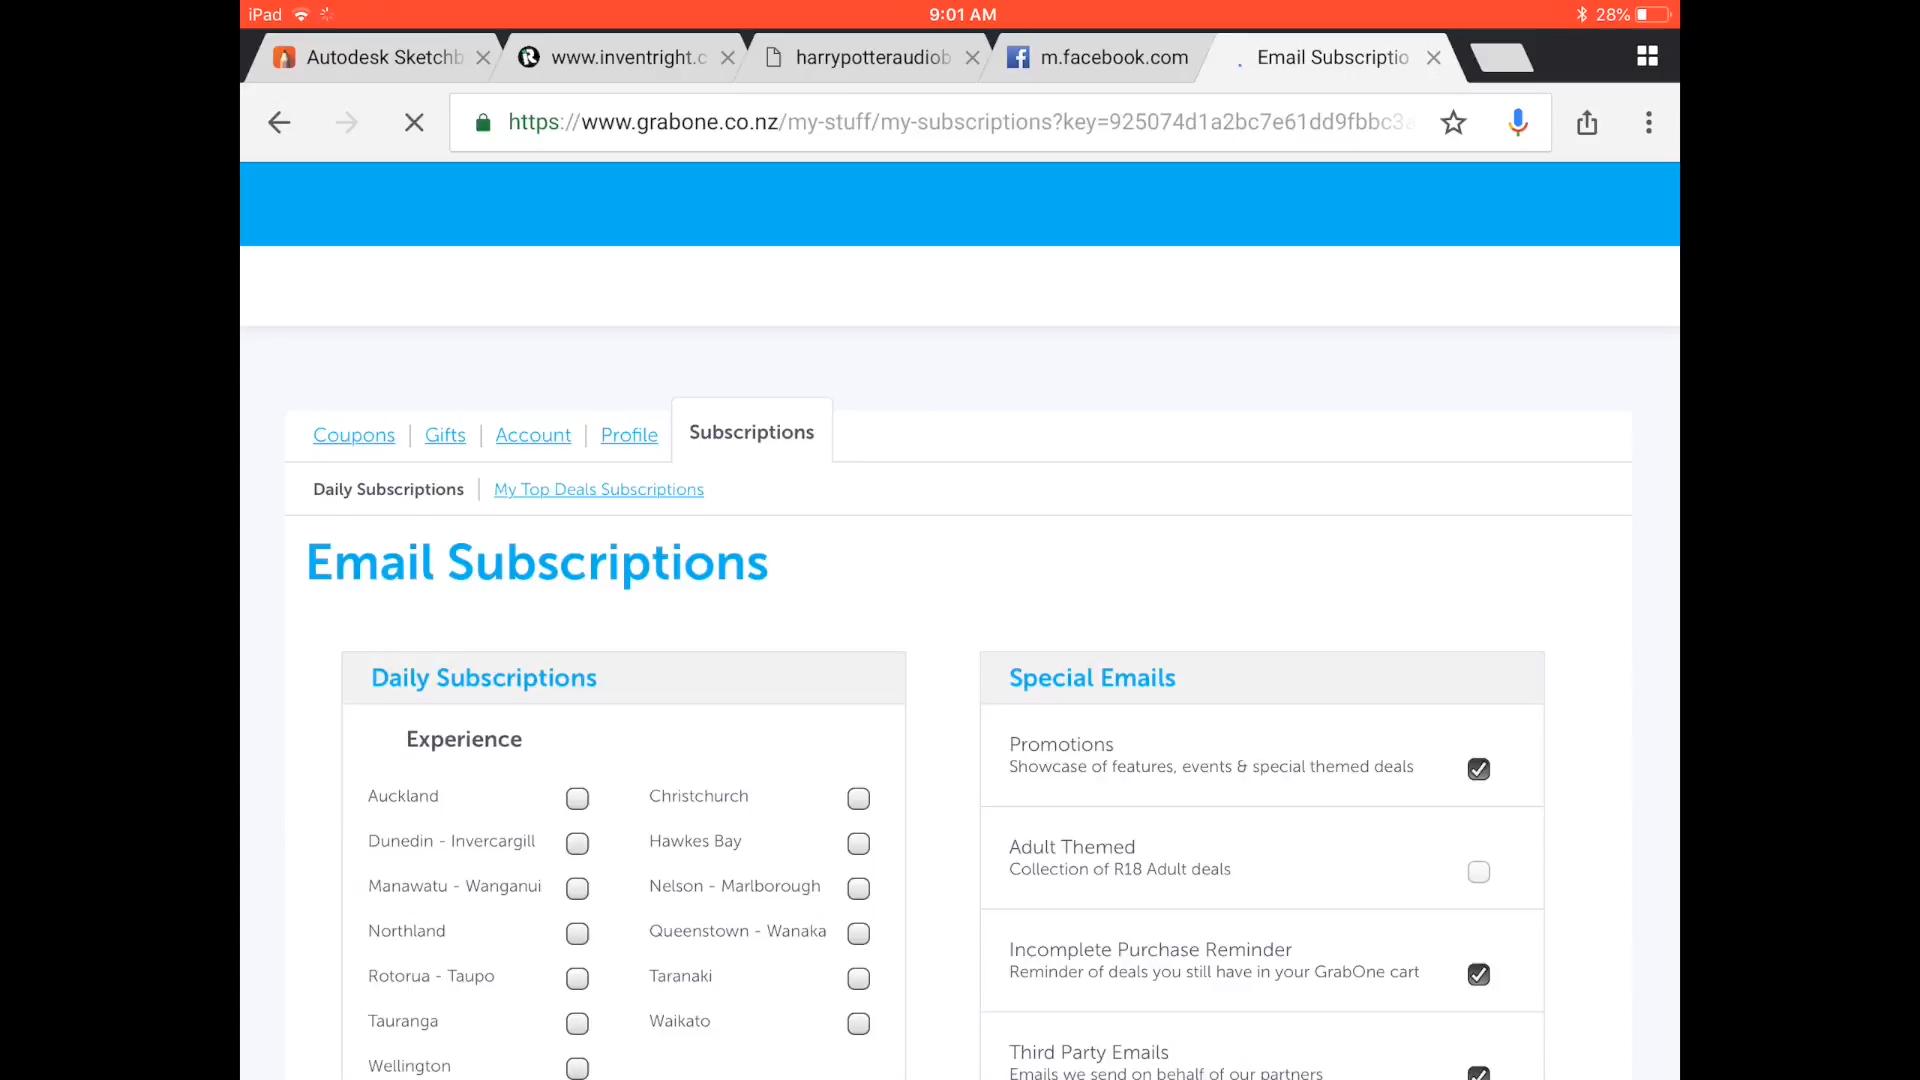 iPad
9:01 AM
28%
Autodesk Sketchb
www.inventright.c
harrypotteraudiob
m.facebook.com
Email Subscriptio
https://www.grabone.co.nz/my-stuff/my-subscriptions?key=925074d1a2bc7e61dd9fbbc3a
Coupons
Gifts
Account
Profile
Subscriptions
Daily Subscriptions
My Top Deals Subscriptions
Email Subscriptions
Daily Subscriptions
Experience
Auckland
Christchurch
Dunedin - Invercargill
Hawkes Bay
Manawatu - Wanganui
Nelson - Marlborough
Northland
Queenstown - Wanaka
Rotorua - Taupo
Taranaki
Tauranga
Waikato
Wellington
Special Emails
Promotions
Showcase of features, events & special themed deals
Adult Themed
Collection of R18 Adult deals
Incomplete Purchase Reminder
Reminder of deals you still have in your GrabOne cart
Third Party Emails
Emails we send on behalf of our partners